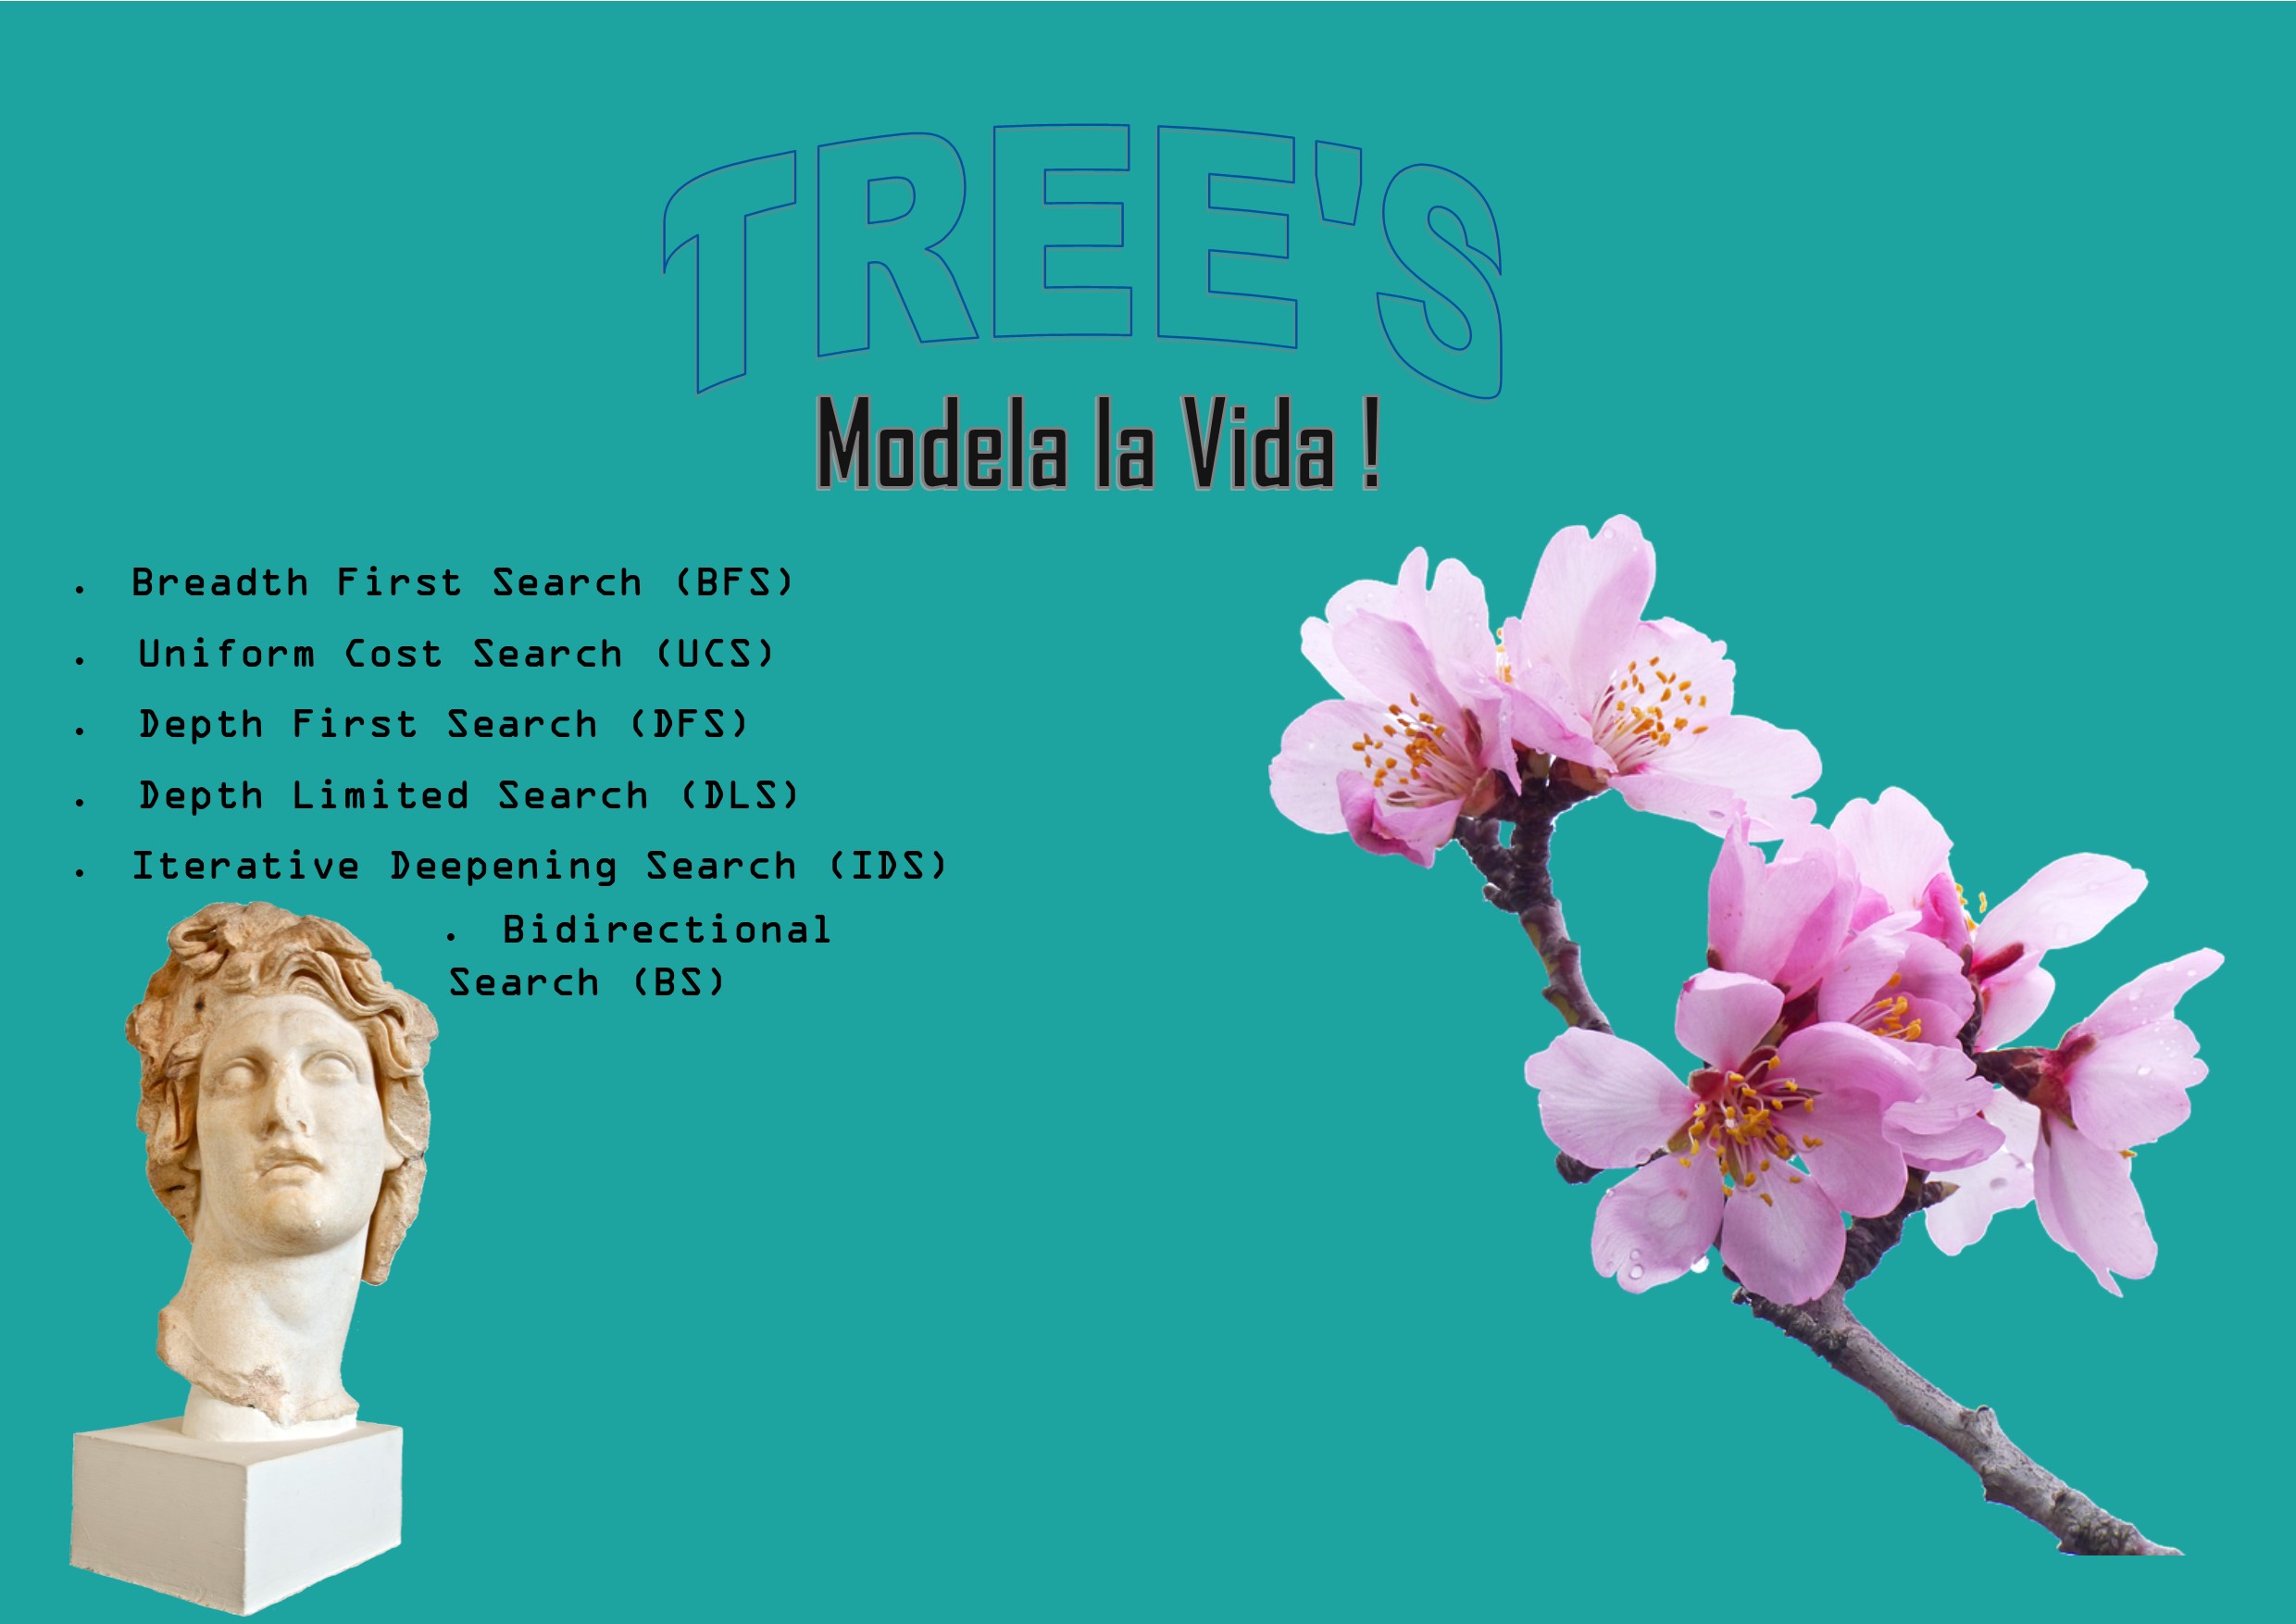 TREE'S
Modela la Vida !
. Breadth First Search (BFS)
. Uniform Cost Search (UCS)
. Depth First Search (DFS)
. Depth Limited Search (DLS)
. Iterative Deepening Search (IDS)
. Bidirectional
Search (BS)